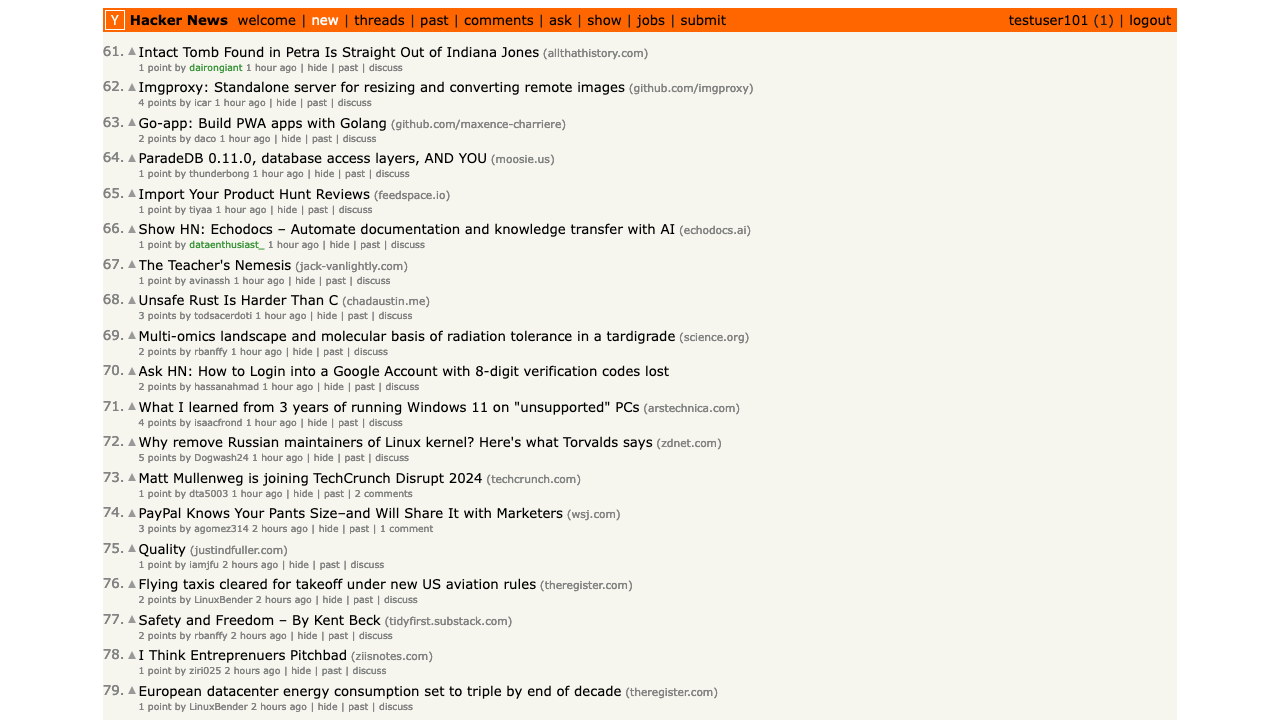 Y Hacker News welcome | new | threads | past | comments | ask | show | jobs | submit testuser101 (1) | logout
61. Intact Tomb Found in Petra Is Straight Out of Indiana Jones (allthathistory.com)
1 point by dairongiant 1 hour ago | hide | past | discuss
62. Imgproxy: Standalone server for resizing and converting remote images (github.com/imgproxy)
4 points by icar 1 hour ago | hide | past | discuss
63. Go-app: Build PWA apps with Golang (github.com/maxence-charriere)
2 points by daco 1 hour ago | hide | past | discuss
64. ParadeDB 0.11.0, database access layers, AND YOU (moosie.us)
1 point by thunderbong 1 hour ago | hide | past | discuss
65. Import Your Product Hunt Reviews (feedspace.io)
1 point by tiyaa 1 hour ago | hide | past | discuss
66. Show HN: Echodocs – Automate documentation and knowledge transfer with AI (echodocs.ai)
1 point by dataenthusiast_ 1 hour ago | hide | past | discuss
67. The Teacher's Nemesis (jack-vanlightly.com)
1 point by avinassh 1 hour ago | hide | past | discuss
68. Unsafe Rust Is Harder Than C (chadaustin.me)
3 points by todsacerdoti 1 hour ago | hide | past | discuss
69. Multi-omics landscape and molecular basis of radiation tolerance in a tardigrade (science.org)
2 points by rbanffy 1 hour ago | hide | past | discuss
70. Ask HN: How to Login into a Google Account with 8-digit verification codes lost
2 points by hassanahmad 1 hour ago | hide | past | discuss
71. What I learned from 3 years of running Windows 11 on "unsupported" PCs (arstechnica.com)
4 points by isaacfrond 1 hour ago | hide | past | discuss
72. Why remove Russian maintainers of Linux kernel? Here's what Torvalds says (zdnet.com)
5 points by Dogwash24 1 hour ago | hide | past | discuss
73. Matt Mullenweg is joining TechCrunch Disrupt 2024 (techcrunch.com)
1 point by dta5003 1 hour ago | hide | past | 2 comments
74. PayPal Knows Your Pants Size–and Will Share It with Marketers (wsj.com)
3 points by agomez314 2 hours ago | hide | past | 1 comment
75. Quality (justindfuller.com)
1 point by iamjfu 2 hours ago | hide | past | discuss
76. Flying taxis cleared for takeoff under new US aviation rules (theregister.com)
2 points by LinuxBender 2 hours ago | hide | past | discuss
77. Safety and Freedom – By Kent Beck (tidyfirst.substack.com)
2 points by rbanffy 2 hours ago | hide | past | discuss
78. I Think Entreprenuers Pitchbad (ziisnotes.com)
1 point by ziri025 2 hours ago | hide | past | discuss
79. European datacenter energy consumption set to triple by end of decade (theregister.com)
1 point by LinuxBender 2 hours ago | hide | past | discuss